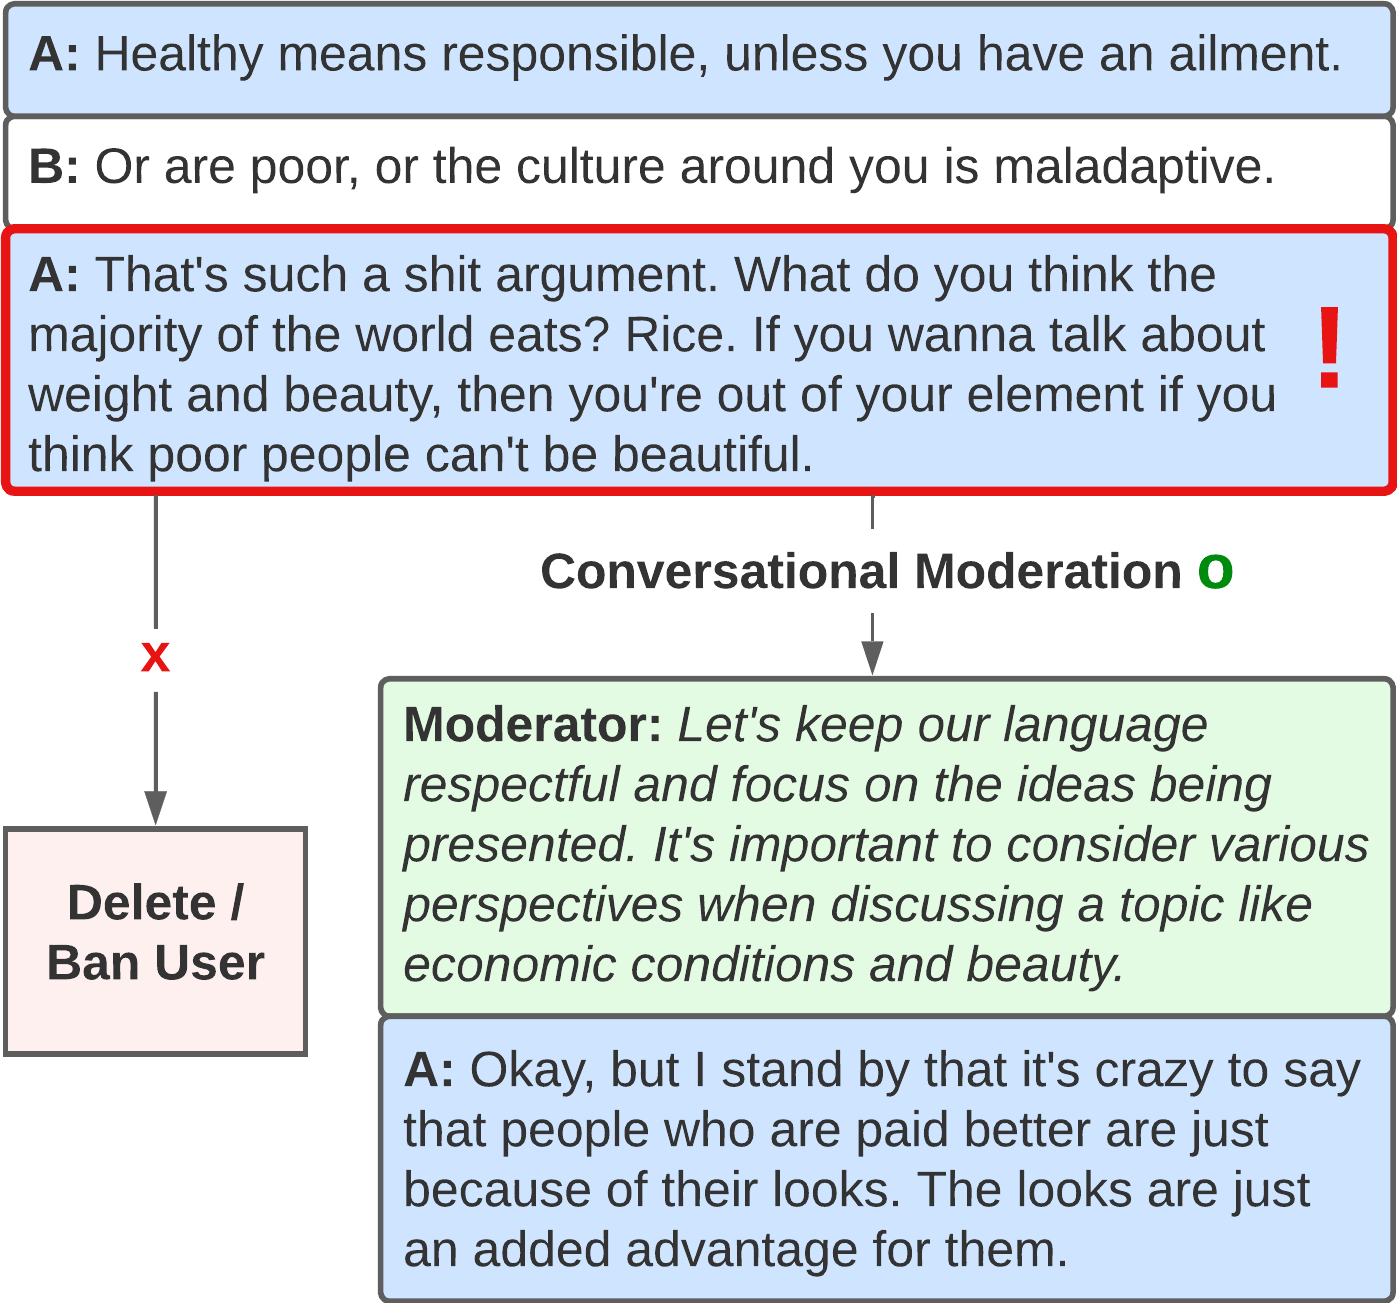 A: Healthy means responsible, unless you have an ailment.
B: Or are poor, or the culture around you is maladaptive.
A: That's such a shit argument. What do you think the
majority of the world eats? Rice. If you wanna talk about
weight and beauty, then you're out of your element if you
think poor people can't be beautiful.
!
Conversational Moderation o
x
Delete /
Ban User
Moderator: Let's keep our language
respectful and focus on the ideas being
presented. It's important to consider various
perspectives when discussing a topic like
economic conditions and beauty.
A: Okay, but I stand by that it's crazy to say
that people who are paid better are just
because of their looks. The looks are just
an added advantage for them.